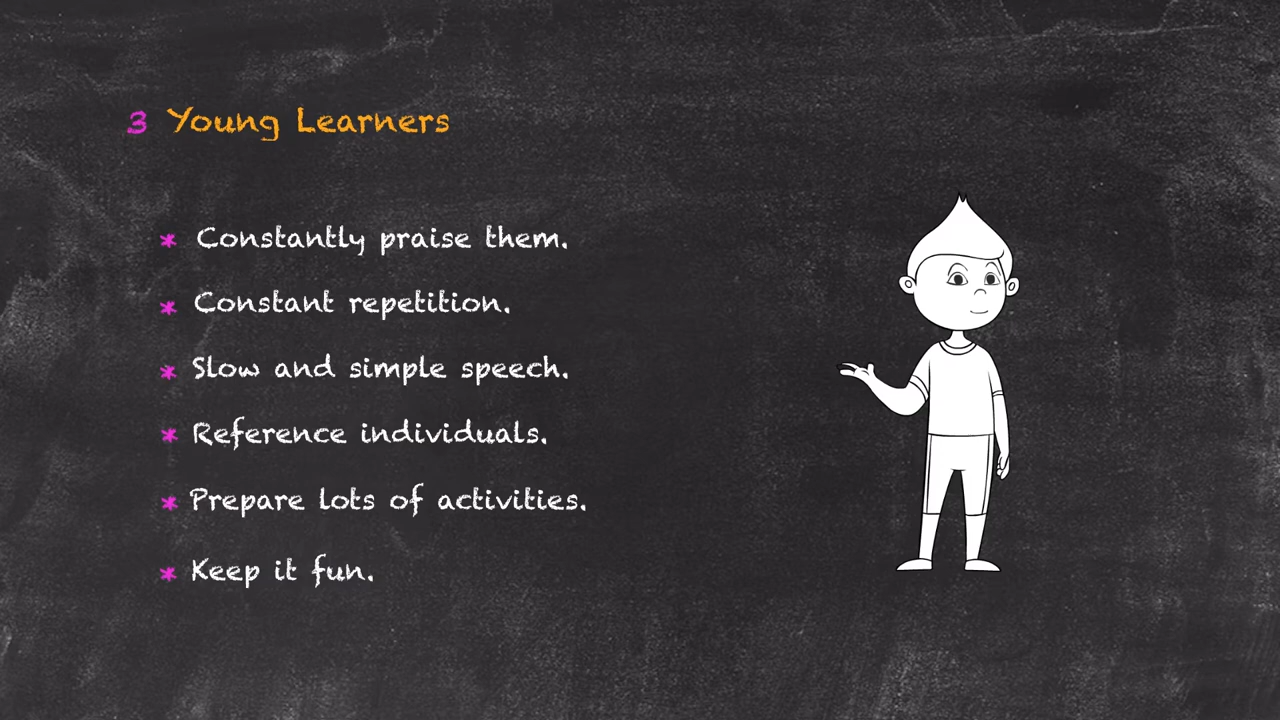 3 Young Learners
* Constantly praise them.
* Constant repetition.
* Slow and simple speech.
* Reference individuals.
* Prepare lots of activities.
* Keep it fun.